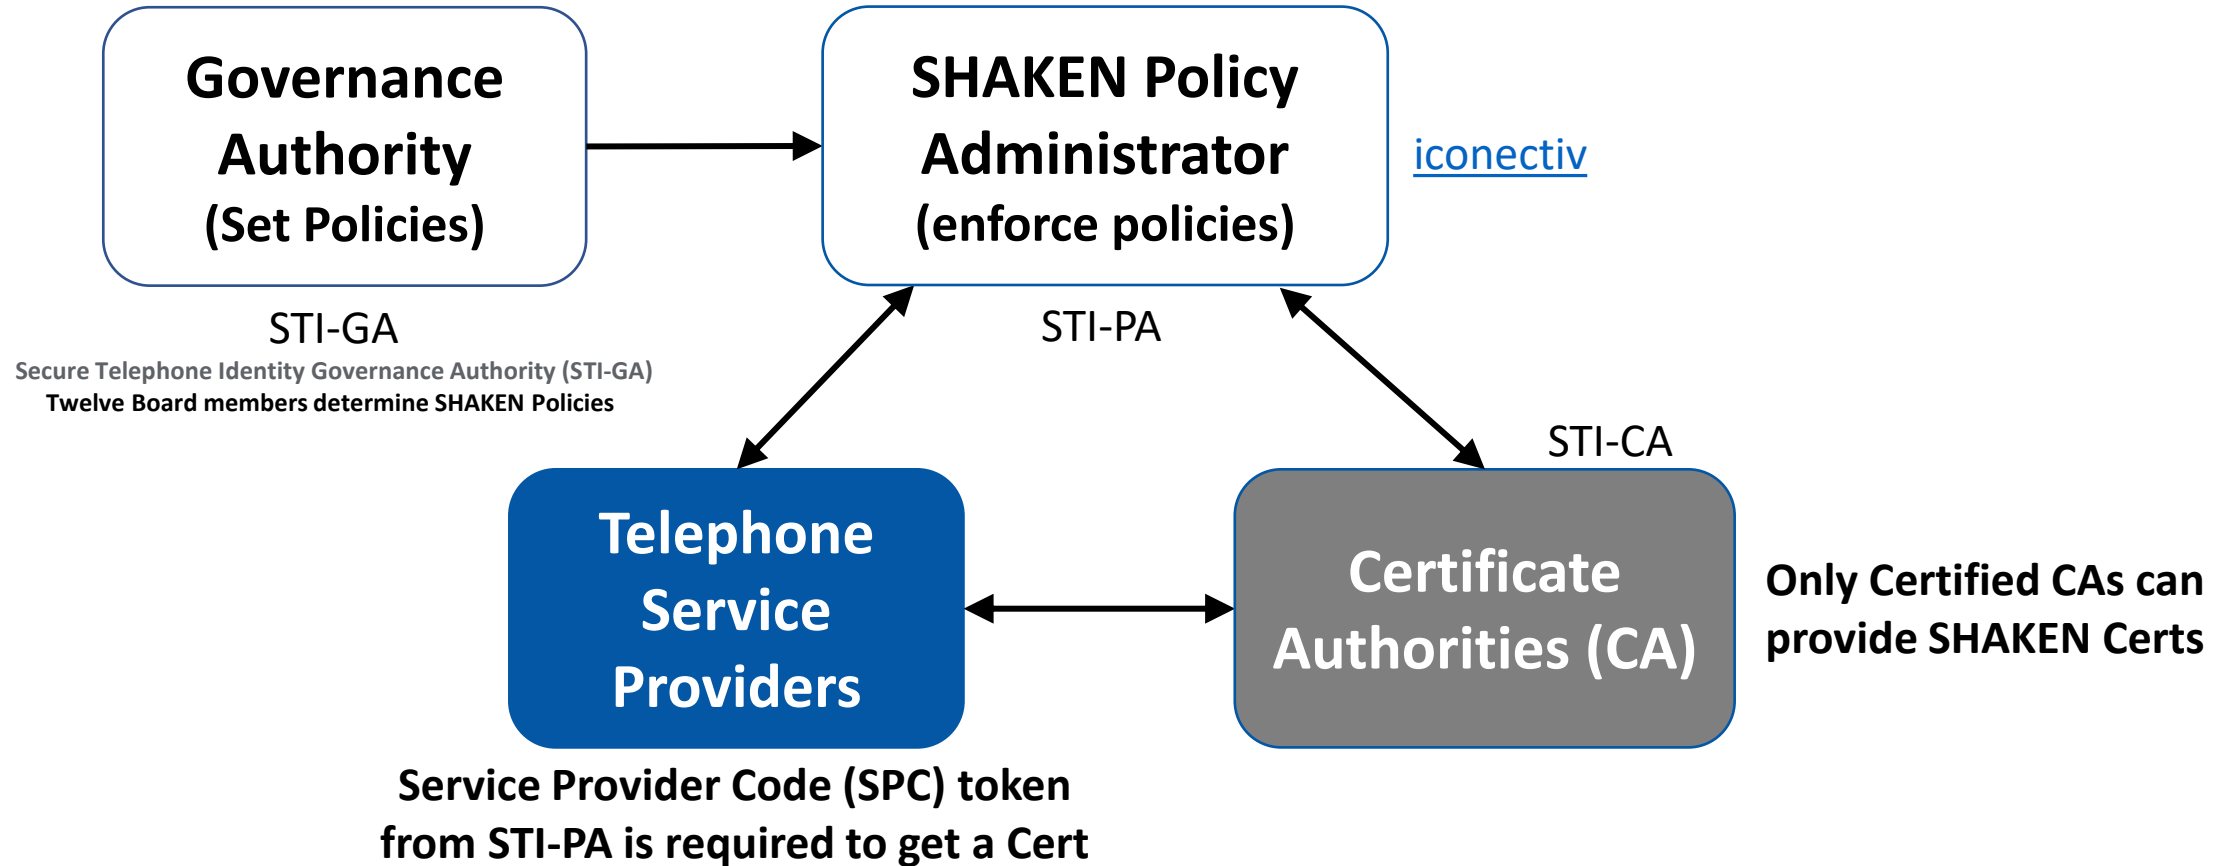 Governance
Authority
(Set Policies)
SHAKEN Policy
Administrator
(enforce policies)
iconectiv
STI-GA
Secure Telephone Identity Governance Authority (STI-GA)
Twelve Board members determine SHAKEN Policies
STI-PA
STI-CA
Telephone
Service
Providers
Certificate
Authorities (CA)
Only Certified CAs can
provide SHAKEN Certs
Service Provider Code (SPC) token
from STI-PA is required to get a Cert